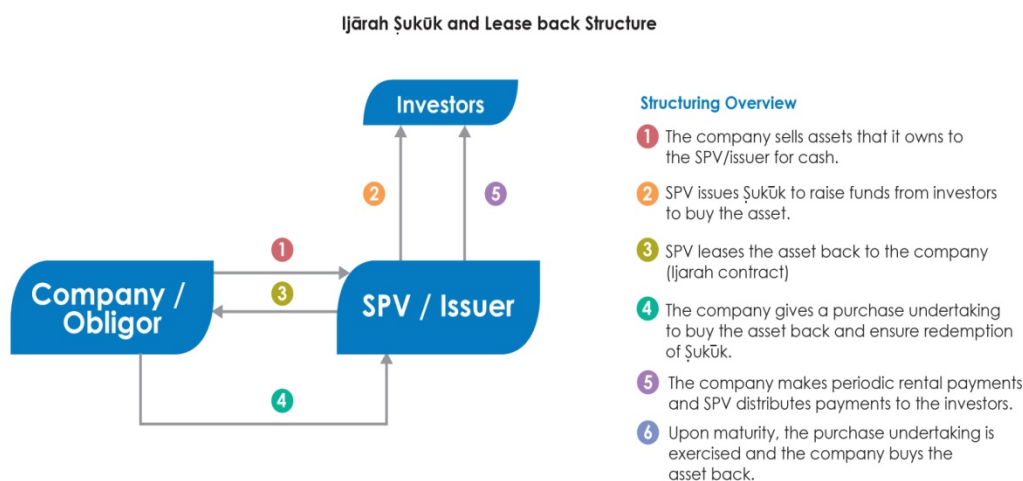 Ijārah Ṣukūk and Lease back Structure
Investors
2
5
1
3
Company /
Obligor
SPV / Issuer
4
Structuring Overview
1 The company sells assets that it owns to
the SPV/issuer for cash.
2 SPV issues Ṣukūk to raise funds from investors
to buy the asset.
3 SPV leases the asset back to the company
(Ijarah contract)
4 The company gives a purchase undertaking
to buy the asset back and ensure redemption
of Ṣukūk.
5 The company makes periodic rental payments
and SPV distributes payments to the investors.
6 Upon maturity, the purchase undertaking is
exercised and the company buys the
asset back.